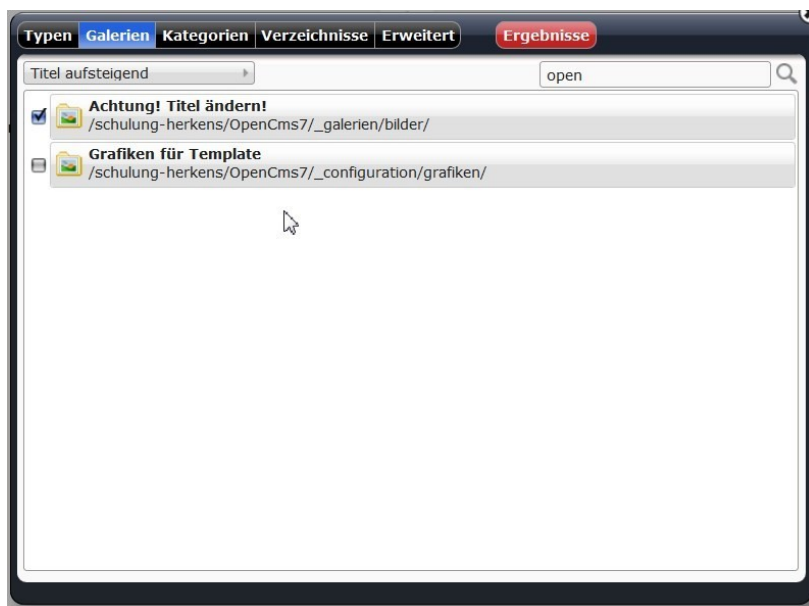 Typen Galerien Kategorien Verzeichnisse Erweitert Ergebnisse
Titel aufsteigend open
Achtung! Titel ändern!
/schulung-herkens/OpenCms7/_galerien/bilder/
Grafiken für Template
/schulung-herkens/OpenCms7/_configuration/grafiken/